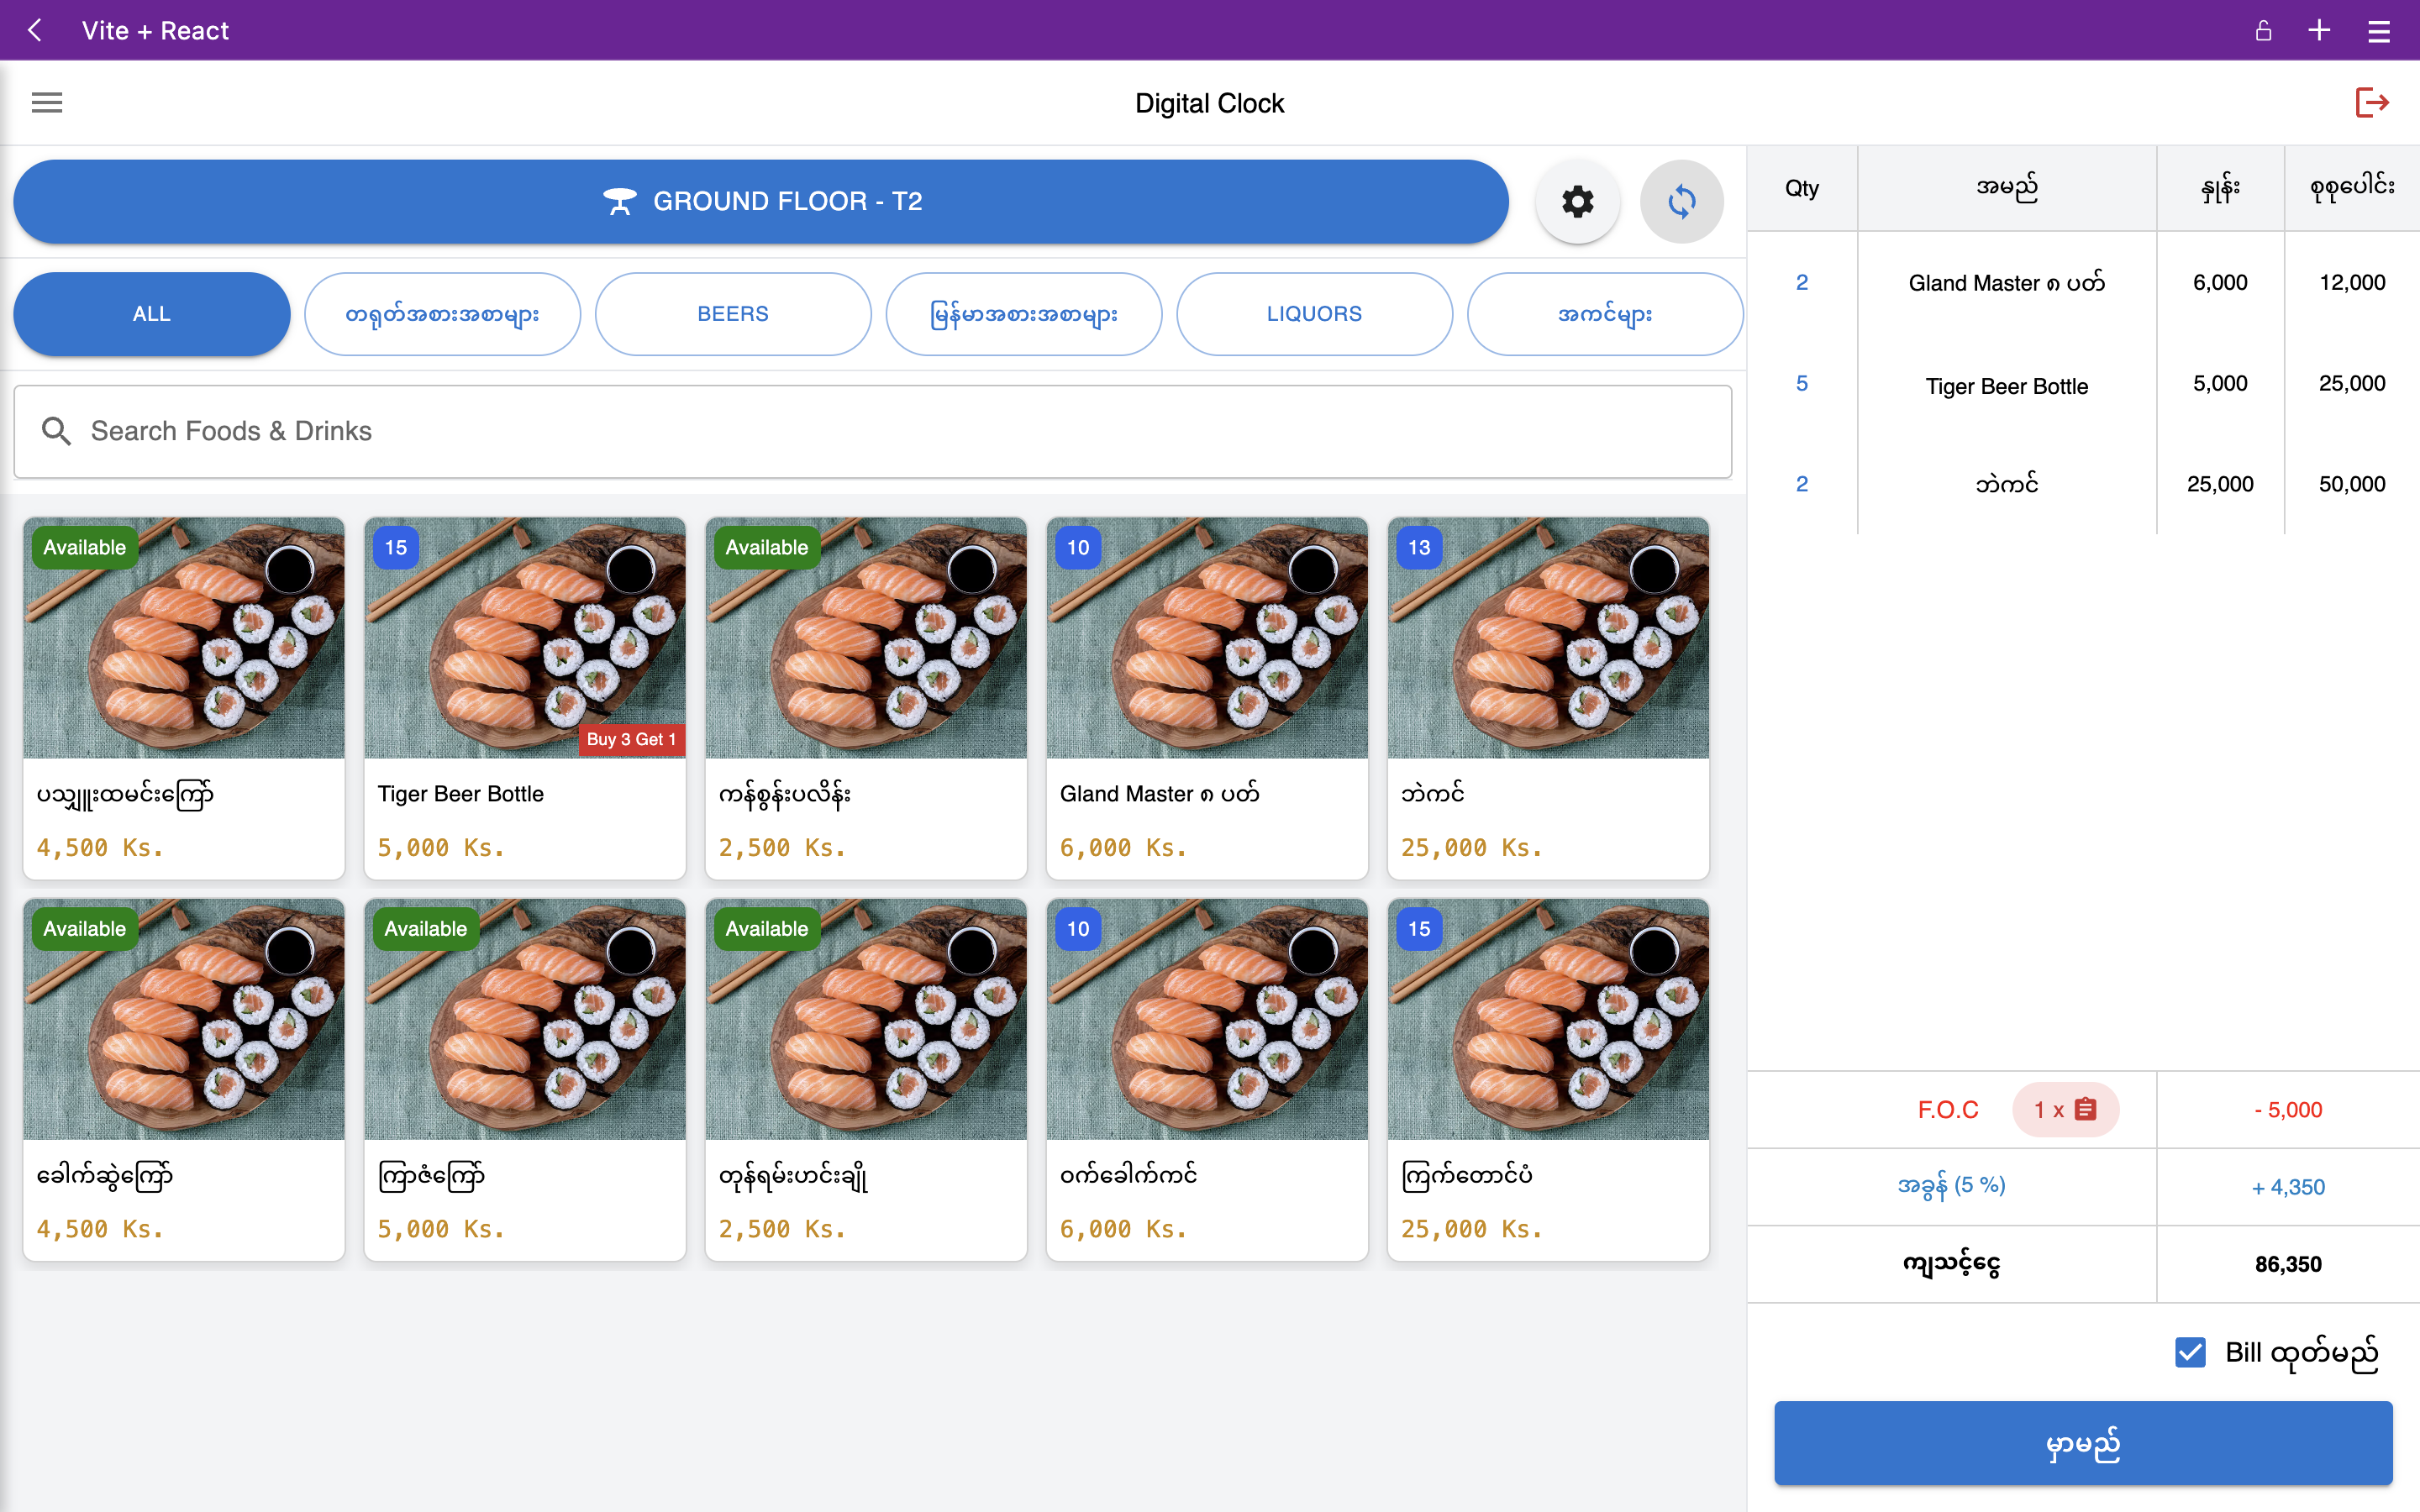 Vite + React
Digital Clock
GROUND FLOOR - T2
ALL
တရုတ်အစားအစာများ
BEERS
မြန်မာအစားအစာများ
LIQUORS
အကင်များ
Search Foods & Drinks
Available
15
Available
10
13
Buy 3 Get 1
ပသျှူးထမင်းကြော်
Tiger Beer Bottle
ကန်စွန်းပလိန်း
Gland Master ၈ ပတ်
ဘဲကင်
4,500 Ks.
5,000 Ks.
2,500 Ks.
6,000 Ks.
25,000 Ks.
Available
Available
Available
10
15
ခေါက်ဆွဲကြော်
ကြာဇံကြော်
တုန်ရမ်းဟင်းချို
ဝက်ခေါက်ကင်
ကြက်တောင်ပံ
4,500 Ks.
5,000 Ks.
2,500 Ks.
6,000 Ks.
25,000 Ks.
Qty အမည် နှုန်း စုစုပေါင်း
2 Gland Master ၈ ပတ် 6,000 12,000
5 Tiger Beer Bottle 5,000 25,000
2 ဘဲကင် 25,000 50,000
F.O.C 1 x - 5,000
အခွန် (5 %) + 4,350
ကျသင့်ငွေ 86,350
Bill ထုတ်မည်
မှာမည်